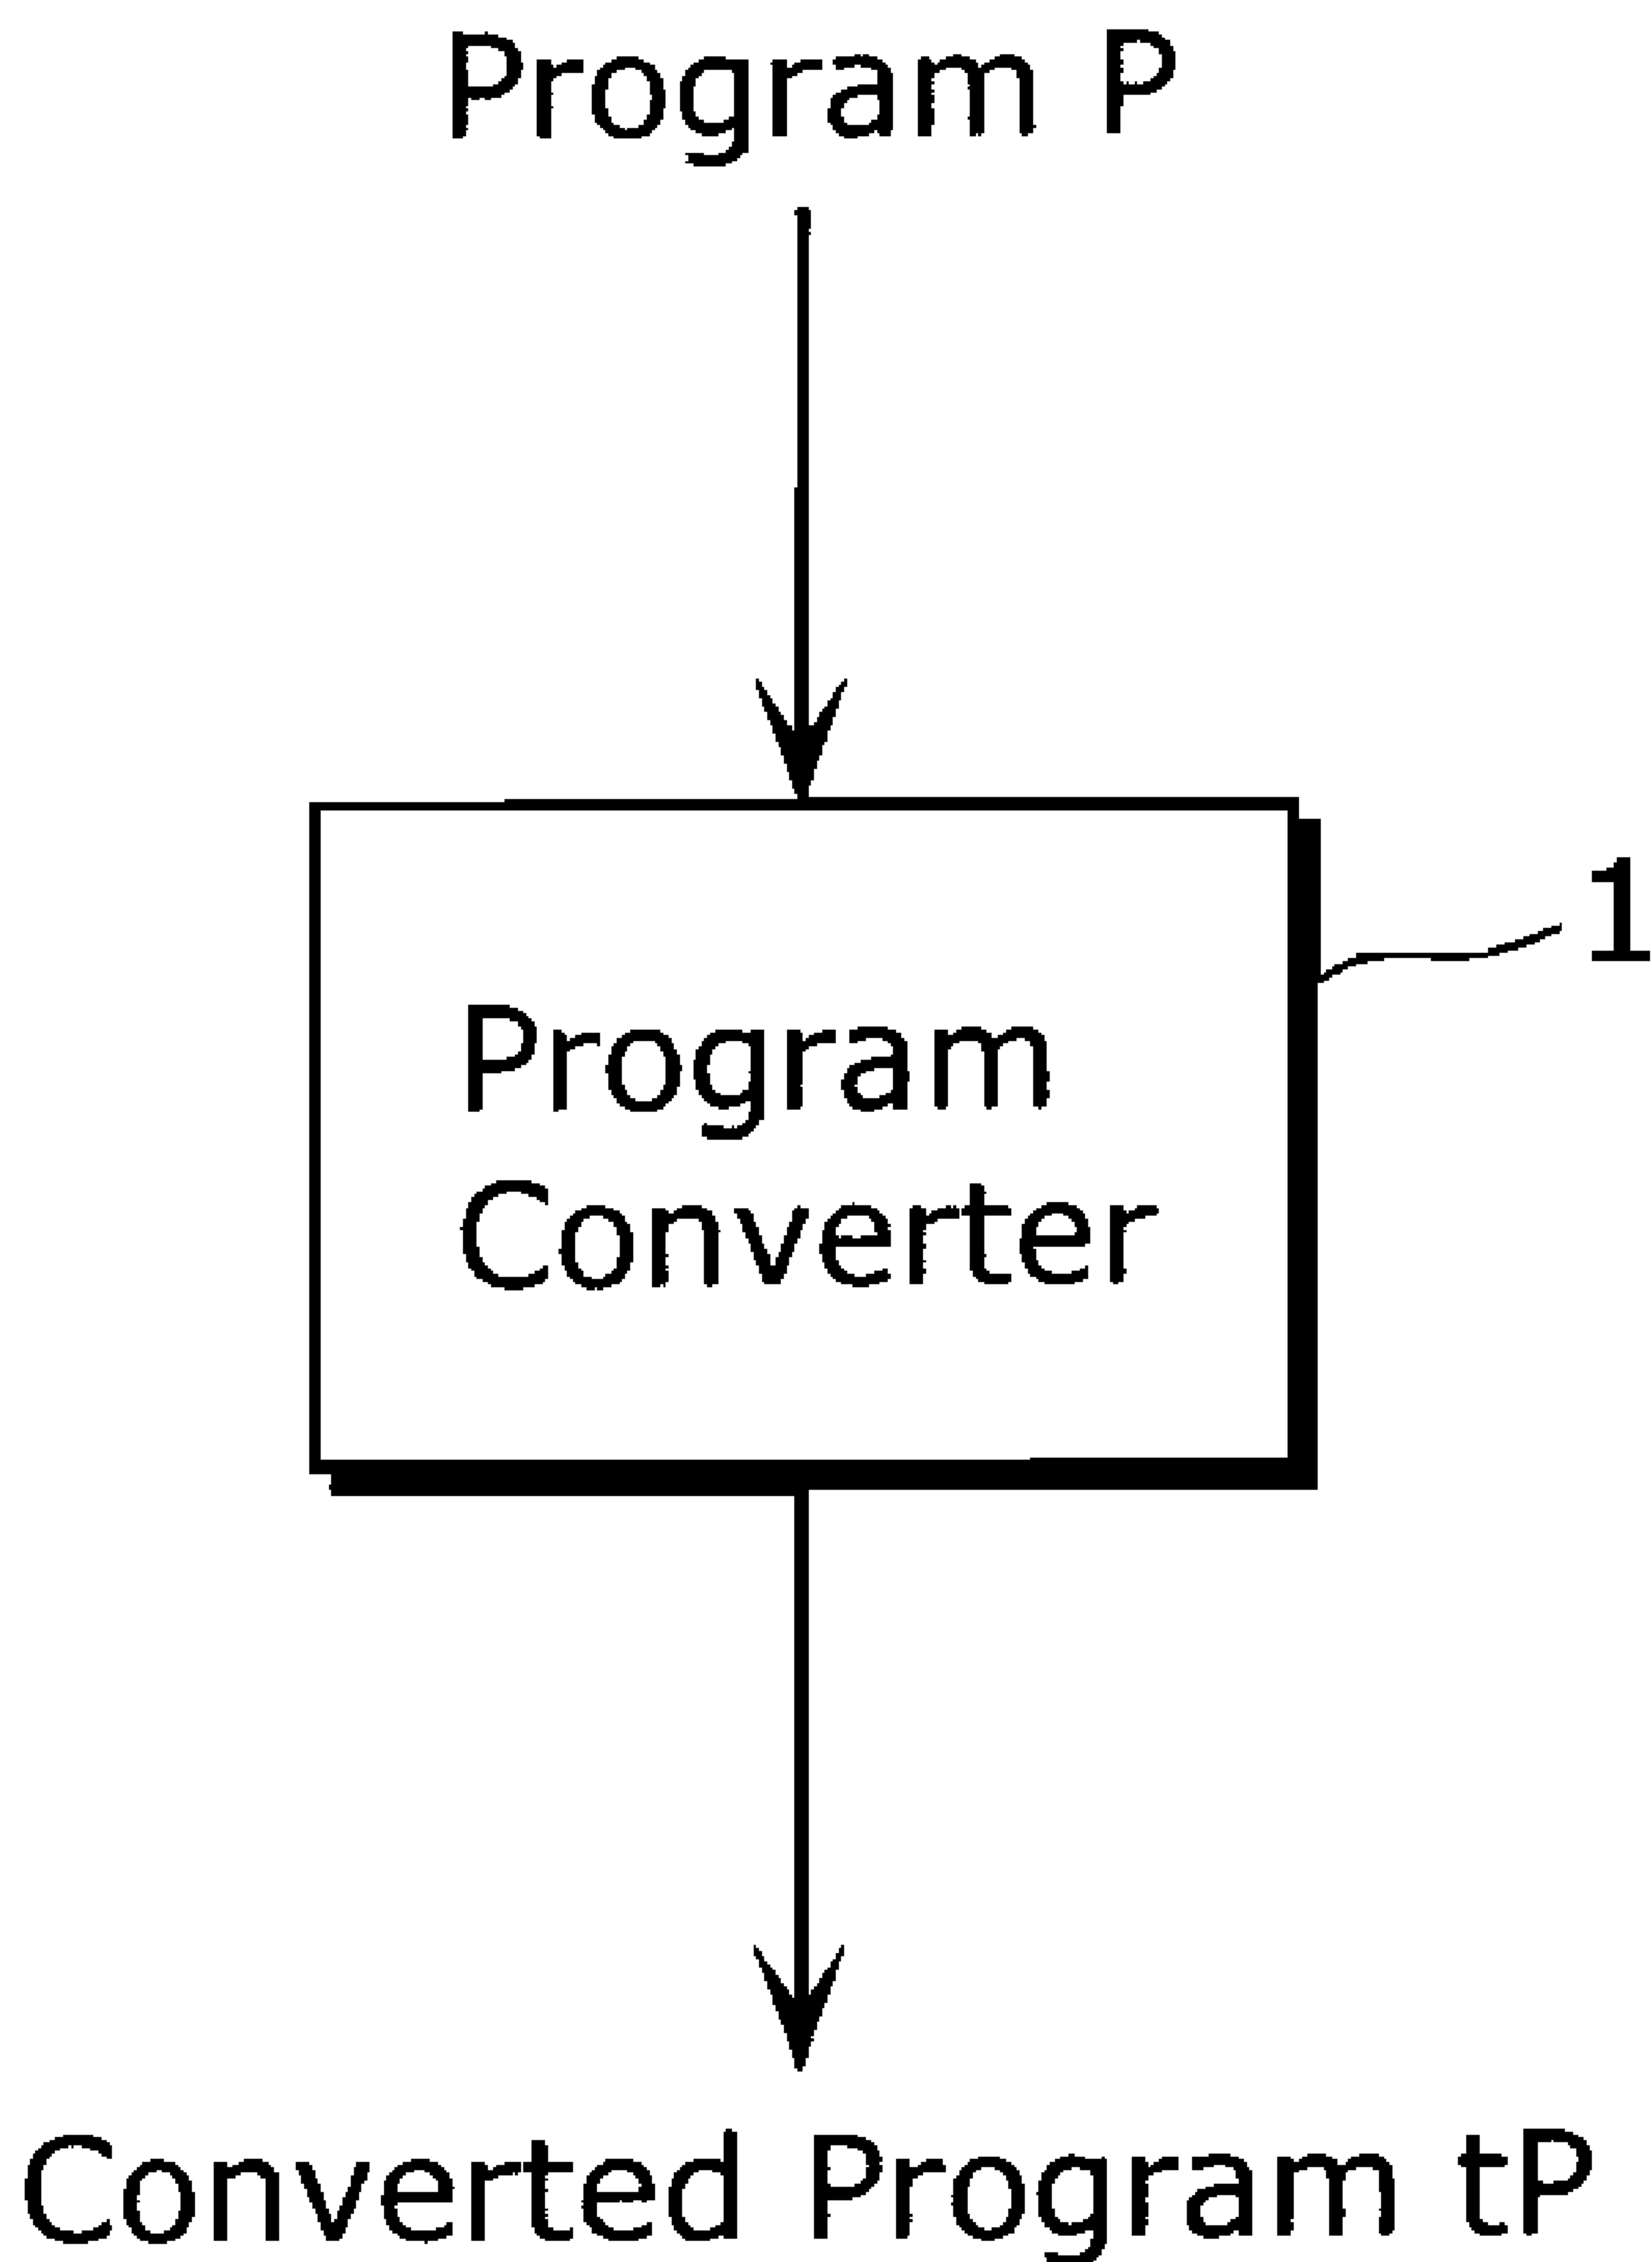 Program P
1
Program
Converter
Converted Program tP